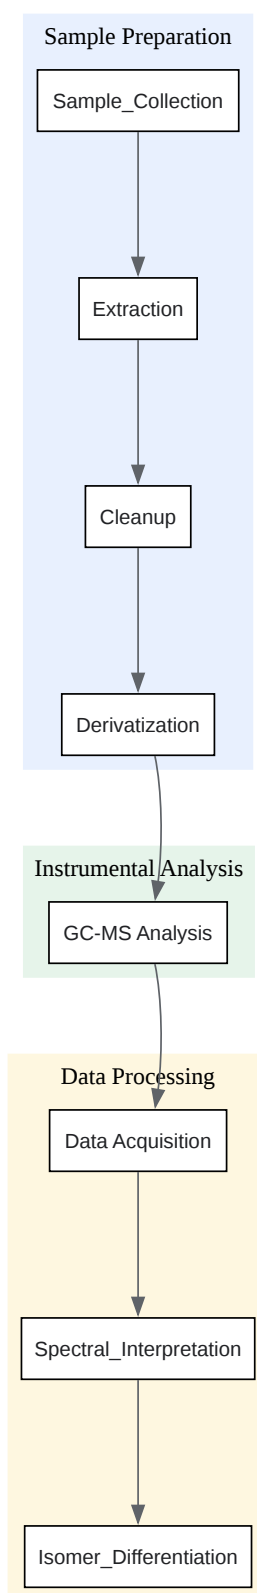 Sample Preparation
Sample_Collection
Extraction
Cleanup
Derivatization
Instrumental Analysis
GC-MS Analysis
Data Processing
Data Acquisition
Spectral_Interpretation
Isomer_Differentiation